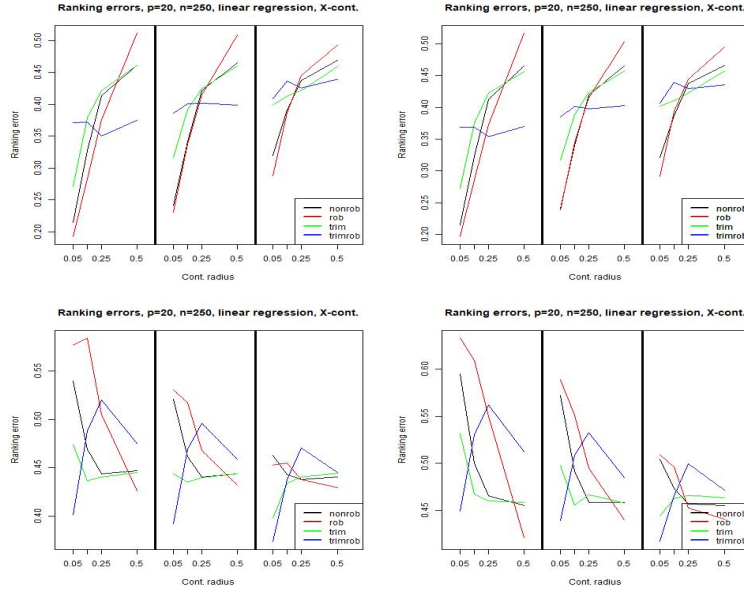 Ranking errors, p=20, n=250, linear regression, X-cont.
Ranking error
0.50
0.45
0.40
0.35
0.30
0.25
0.20
0.05 0.25 0.5 0.05 0.25 0.5 0.05 0.25 0.5
Cont. radius
nonrob
rob
trim
trimrob
Ranking errors, p=20, n=250, linear regression, X-cont.
Ranking error
0.50
0.45
0.40
0.35
0.30
0.25
0.20
0.05 0.25 0.5 0.05 0.25 0.5 0.05 0.25 0.5
Cont. radius
nonrob
rob
trim
trimrob
Ranking errors, p=20, n=250, linear regression, X-cont.
Ranking error
0.55
0.50
0.45
0.40
0.05 0.25 0.5 0.05 0.25 0.5 0.05 0.25 0.5
Cont. radius
nonrob
rob
trim
trimrob
Ranking errors, p=20, n=250, linear regression, X-cont.
Ranking error
0.60
0.55
0.50
0.45
0.05 0.25 0.5 0.05 0.25 0.5 0.05 0.25 0.5
Cont. radius
nonrob
rob
trim
trimrob